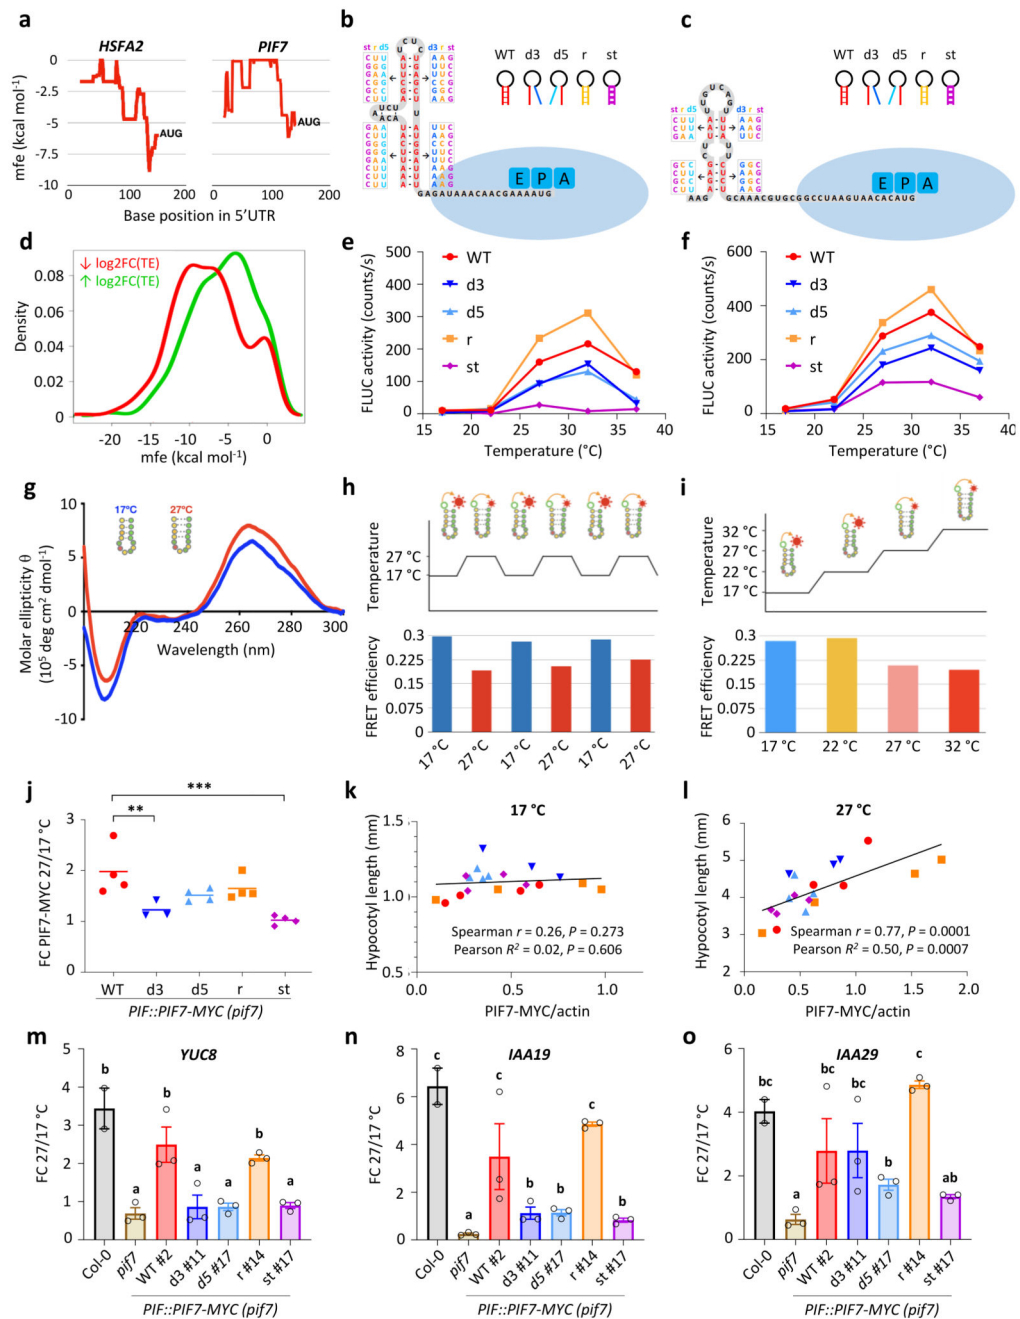 a
HSFA2
PIF7
mfe (kcal mol-1)
0
-2.5
-5.0
-7.5
-10
AUG
AUG
0
100
200
0
100
200
Base position in 5'UTR
b
st r d5
d3 r st
WT d3 d5 r st
E P A
GAGAUAACAACGAAAAUG
c
st r d5
d3 r st
WT d3 d5 r st
E P A
AAG
GCAAACGUGCGGCCUAAGUAACACAUG
d
↓ log2FC(TE)
↑ log2FC(TE)
Density
0.08
0.06
0.04
0.02
0
-20
-10
0
mfe (kcal mol-1)
e
FLUC activity (counts/s)
500
400
300
200
100
0
WT
d3
d5
r
st
15 20 25 30 35 40
Temperature (°C)
f
FLUC activity (counts/s)
600
400
200
0
WT
d3
d5
r
st
15 20 25 30 35 40
Temperature (°C)
g
Molar ellipticity θ
(10⁵ deg cm² dmol-1)
10
5
0
-5
-10
17°C
27°C
220 240 260 280 300
Wavelength (nm)
h
Temperature
27 °C
17 °C
FRET efficiency
0.3
0.225
0.15
0.075
0
17 °C
27 °C
17 °C
27 °C
17 °C
27 °C
i
Temperature
32 °C
27 °C
22 °C
17 °C
FRET efficiency
0.3
0.225
0.15
0.075
0
17 °C
22 °C
27 °C
32 °C
j
FC PIF7-MYC 27/17 °C
3
2
1
0
***
**
WT d3 d5 r st
PIF::PIF7-MYC (pif7)
k
17 °C
Hypocotyl length (mm)
1.5
1.0
0.5
Spearman r = 0.26, P = 0.273
Pearson R² = 0.02, P = 0.606
0.0 0.5 1.0
PIF7-MYC/actin
l
27 °C
Hypocotyl length (mm)
6
5
4
3
2
Spearman r = 0.77, P = 0.0001
Pearson R² = 0.50, P = 0.0007
0.0 0.5 1.0 1.5 2.0
PIF7-MYC/actin
m
YUC8
FC 27/17 °C
5
4
3
2
1
0
b
a
b
a
a
b
a
Col-0
pif7
WT #2
d3 #11
d5 #17
r #14
st #17
PIF::PIF7-MYC (pif7)
n
IAA19
FC 27/17 °C
8
6
4
2
0
c
a
c
b
b
c
b
Col-0
pif7
WT #2
d3 #11
d5 #17
r #14
st #17
PIF::PIF7-MYC (pif7)
o
IAA29
FC 27/17 °C
6
4
2
0
bc
a
bc
bc
b
c
ab
Col-0
pif7
WT #2
d3 #11
d5 #17
r #14
st #17
PIF::PIF7-MYC (pif7)